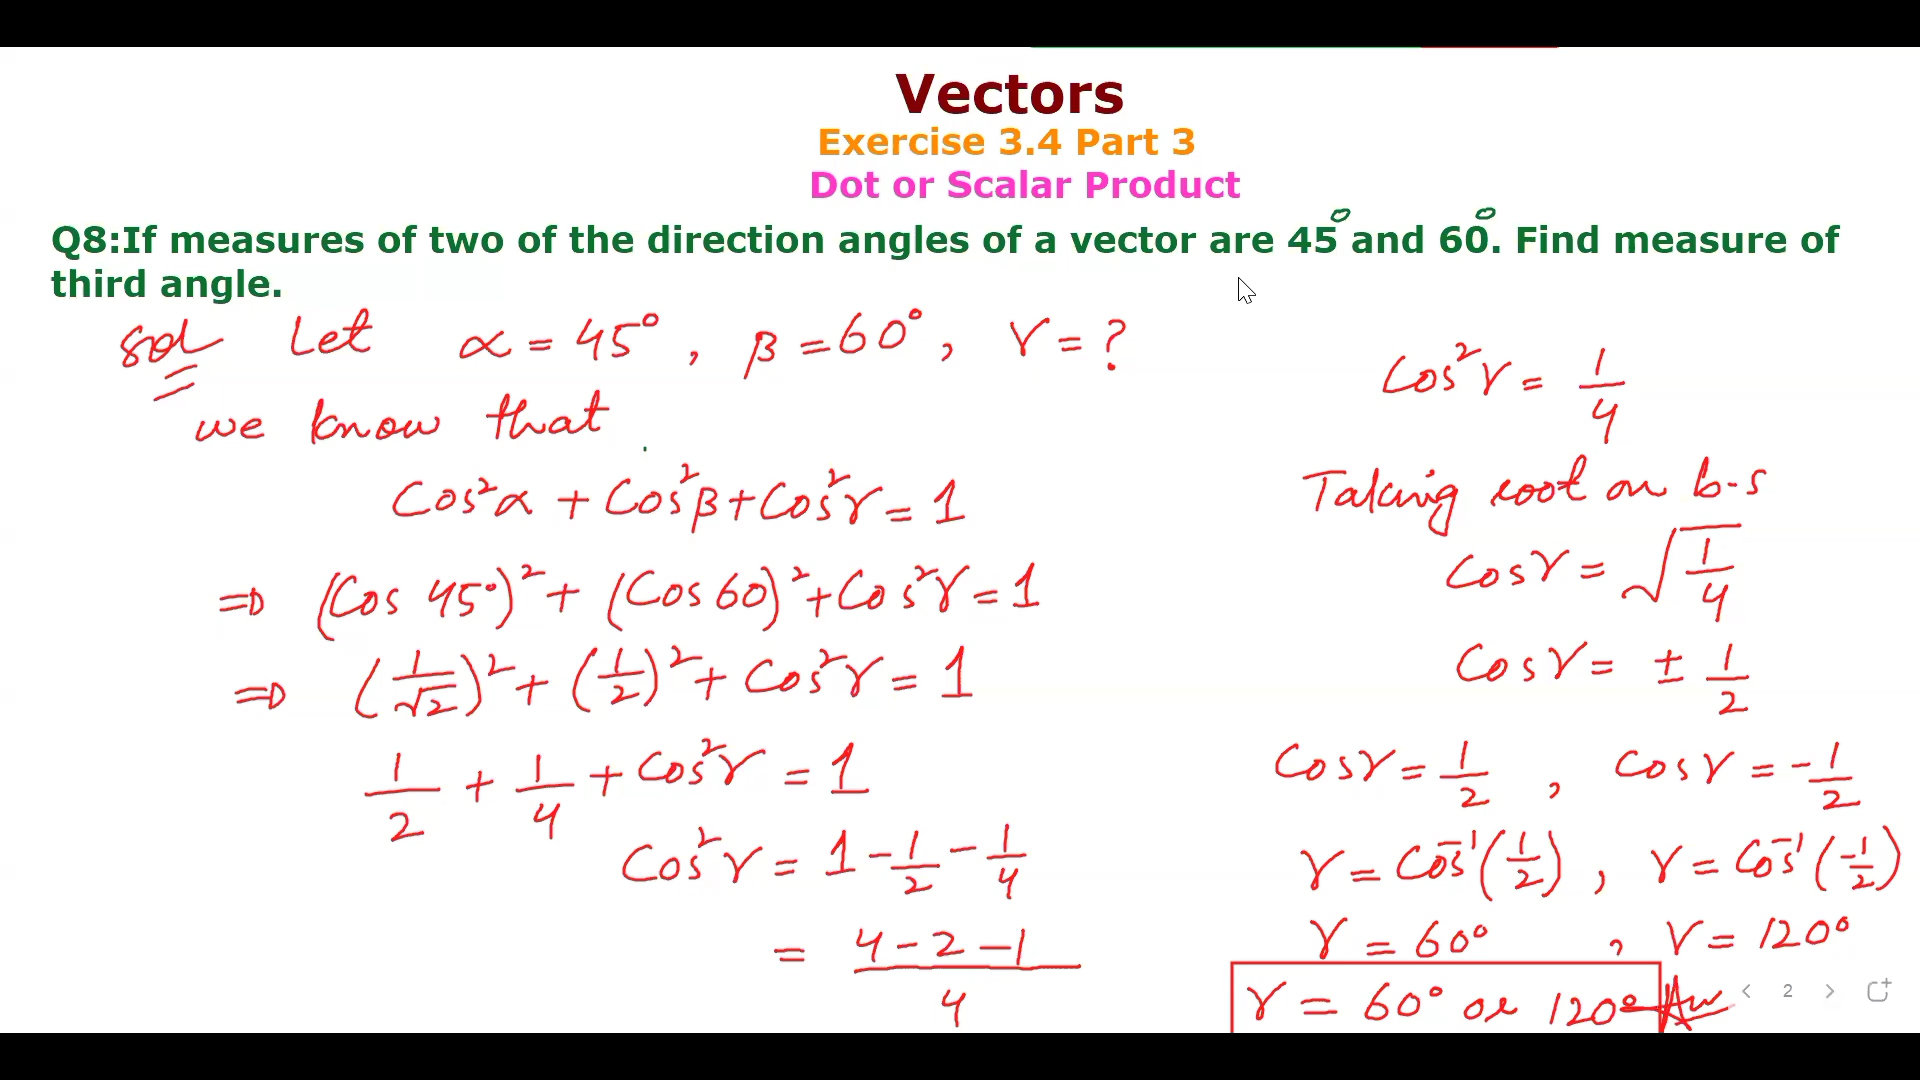 Vectors
Exercise 3.4 Part 3
Dot or Scalar Product
Q8:If measures of two of the direction angles of a vector are 45° and 60°. Find measure of
third angle.
Sol Let α = 45°, β = 60°, γ = ?
we know that
Cos²α + Cos²β + Cos²γ = 1
⇒ (Cos 45°)² + (Cos 60)² + Cos²γ = 1
⇒ (1/√2)² + (1/2)² + Cos²γ = 1
1/2 + 1/4 + Cos²γ = 1
Cos²γ = 1 - 1/2 - 1/4
= (4 - 2 - 1)/4
Cos²γ = 1/4
Taking root on b-s
Cosγ = √(1/4)
Cosγ = ± 1/2
Cosγ = 1/2 , Cosγ = -1/2
γ = Cos⁻¹(1/2) , γ = Cos⁻¹(-1/2)
γ = 60° , γ = 120°
γ = 60° or 120° Ans
2